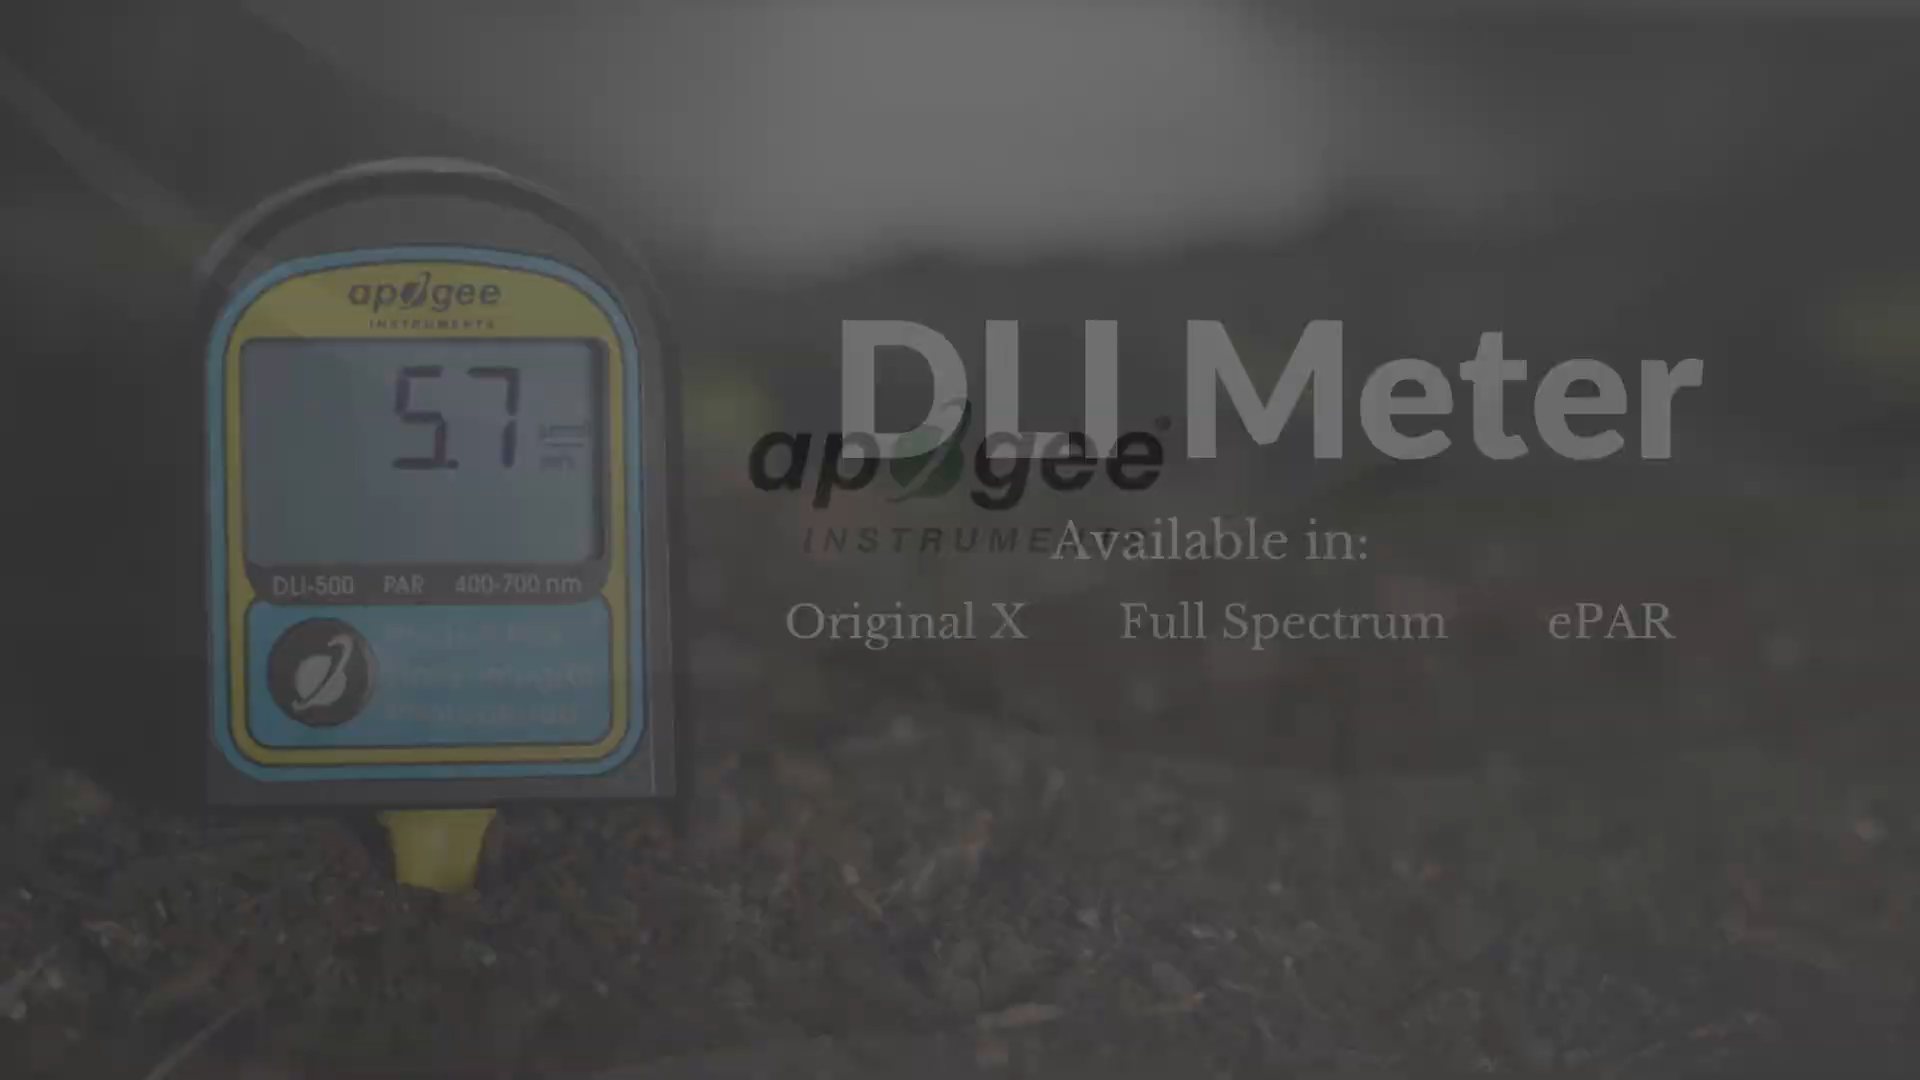 apogee
INSTRUMENTS
57
DLI-500 PAR 400-700 nm
DLI Meter
apogee®
INSTRUMENTS
Available in:
Original X Full Spectrum ePAR